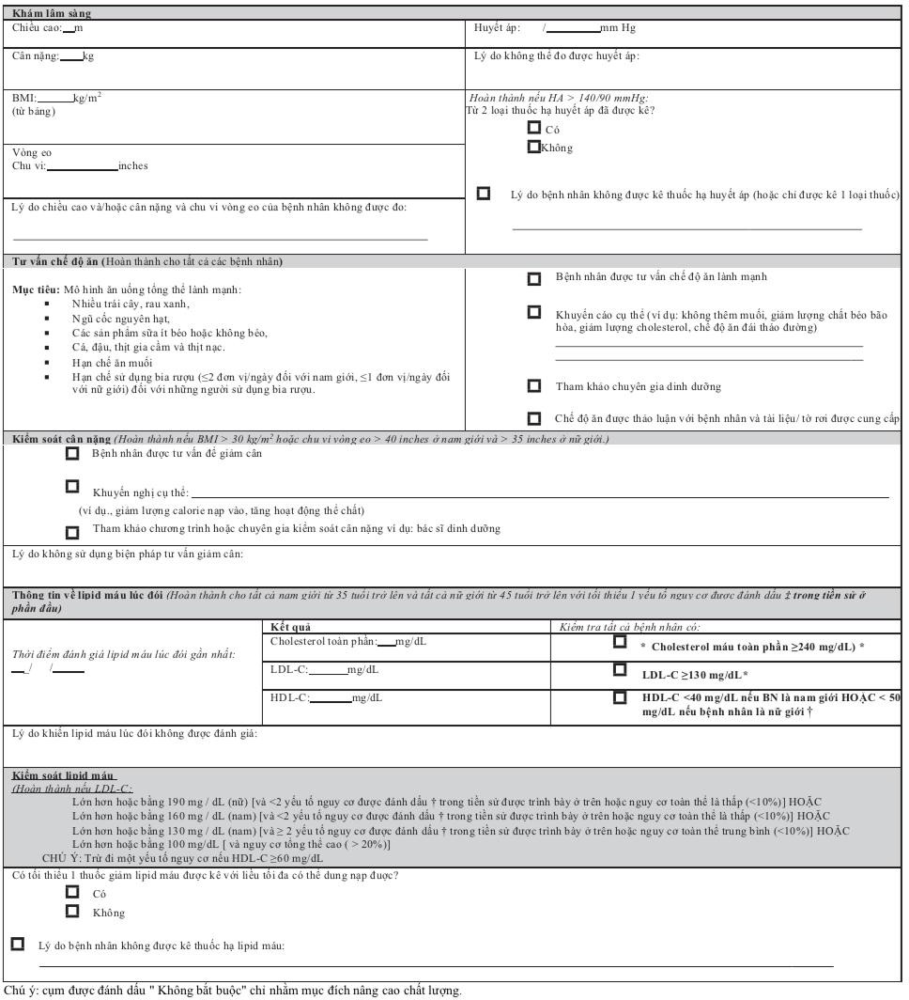 Khám lâm sàng
Chiều cao:__m
Huyết áp: /________mm Hg
Cân nặng:____kg
Lý do không thể đo được huyết áp:
BMI:______kg/m²
(từ bảng)
Hoàn thành nếu HA > 140/90 mmHg:
Từ 2 loại thuốc hạ huyết áp đã được kê?
☐ Có
☐Không
Vòng eo
Chu vi:____________inches
☐ Lý do bệnh nhân không được kê thuốc hạ huyết áp (hoặc chỉ được kê 1 loại thuốc)
Lý do chiều cao và/hoặc cân nặng và chu vi vòng eo của bệnh nhân không được đo:
Tư vấn chế độ ăn (Hoàn thành cho tất cả các bệnh nhân)
Mục tiêu: Mô hình ăn uống tổng thể lành mạnh:
▪ Nhiều trái cây, rau xanh,
▪ Ngũ cốc nguyên hạt,
▪ Các sản phẩm sữa ít béo hoặc không béo,
▪ Cá, đậu, thịt gia cầm và thịt nạc.
▪ Hạn chế ăn muối
▪ Hạn chế sử dụng bia rượu (≤2 đơn vị/ngày đối với nam giới, ≤1 đơn vị/ngày đối
với nữ giới) đối với những người sử dụng bia rượu.
☐ Bệnh nhân được tư vấn chế độ ăn lành mạnh
☐ Khuyến cáo cụ thể (ví dụ: không thêm muối, giảm lượng chất béo bão
hòa, giảm lượng cholesterol, chế độ ăn đái tháo đường)
☐ Tham khảo chuyên gia dinh dưỡng
☐ Chế độ ăn được thảo luận với bệnh nhân và tài liệu/ tờ rơi được cung cấp
Kiểm soát cân nặng (Hoàn thành nếu BMI > 30 kg/m² hoặc chu vi vòng eo > 40 inches ở nam giới và > 35 inches ở nữ giới.)
☐ Bệnh nhân được tư vấn để giảm cân
☐ Khuyến nghị cụ thể:
(ví dụ., giảm lượng calorie nạp vào, tăng hoạt động thể chất)
☐ Tham khảo chương trình hoặc chuyên gia kiểm soát cân nặng ví dụ: bác sĩ dinh dưỡng
Lý do không sử dụng biện pháp tư vấn giảm cân:
Thông tin về lipid máu lúc đói (Hoàn thành cho tất cả nam giới từ 35 tuổi trở lên và tất cả nữ giới từ 45 tuổi trở lên với tối thiểu 1 yếu tố nguy cơ được đánh dấu ‡ trong tiền sử ở
phần đầu)
Thời điểm đánh giá lipid máu lúc đói gần nhất:
__/ /_____
Kết quả
Cholesterol toàn phần:___mg/dL
LDL-C:______mg/dL
HDL-C:______mg/dL
Kiểm tra tất cả bệnh nhân có:
☐ * Cholesterol máu toàn phần ≥240 mg/dL) *
☐ LDL-C ≥130 mg/dL*
☐ HDL-C <40 mg/dL nếu BN là nam giới HOẶC < 50
mg/dL nếu bệnh nhân là nữ giới †
Lý do khiến lipid máu lúc đói không được đánh giá:
Kiểm soát lipid máu
(Hoàn thành nếu LDL-C:
Lớn hơn hoặc bằng 190 mg / dL (nữ) [và <2 yếu tố nguy cơ được đánh dấu † trong tiền sử được trình bày ở trên hoặc nguy cơ toàn thể là thấp (<10%)] HOẶC
Lớn hơn hoặc bằng 160 mg / dL (nam) [và <2 yếu tố nguy cơ được đánh dấu † trong tiền sử được trình bày ở trên hoặc nguy cơ toàn thể là thấp (<10%)] HOẶC
Lớn hơn hoặc bằng 130 mg / dL (nam) [và ≥ 2 yếu tố nguy cơ được đánh dấu † trong tiền sử được trình bày ở trên hoặc nguy cơ toàn thể trung bình (<10%)] HOẶC
Lớn hơn hoặc bằng 100 mg/dL [ và nguy cơ tổng thể cao ( > 20%)]
CHÚ Ý: Trừ đi một yếu tố nguy cơ nếu HDL-C ≥60 mg/dL
Có tối thiểu 1 thuốc giảm lipid máu được kê với liều tối đa có thể dung nạp được?
☐ Có
☐ Không
☐ Lý do bệnh nhân không được kê thuốc hạ lipid máu:
Chú ý: cụm được đánh dấu " Không bắt buộc" chỉ nhằm mục đích nâng cao chất lượng.